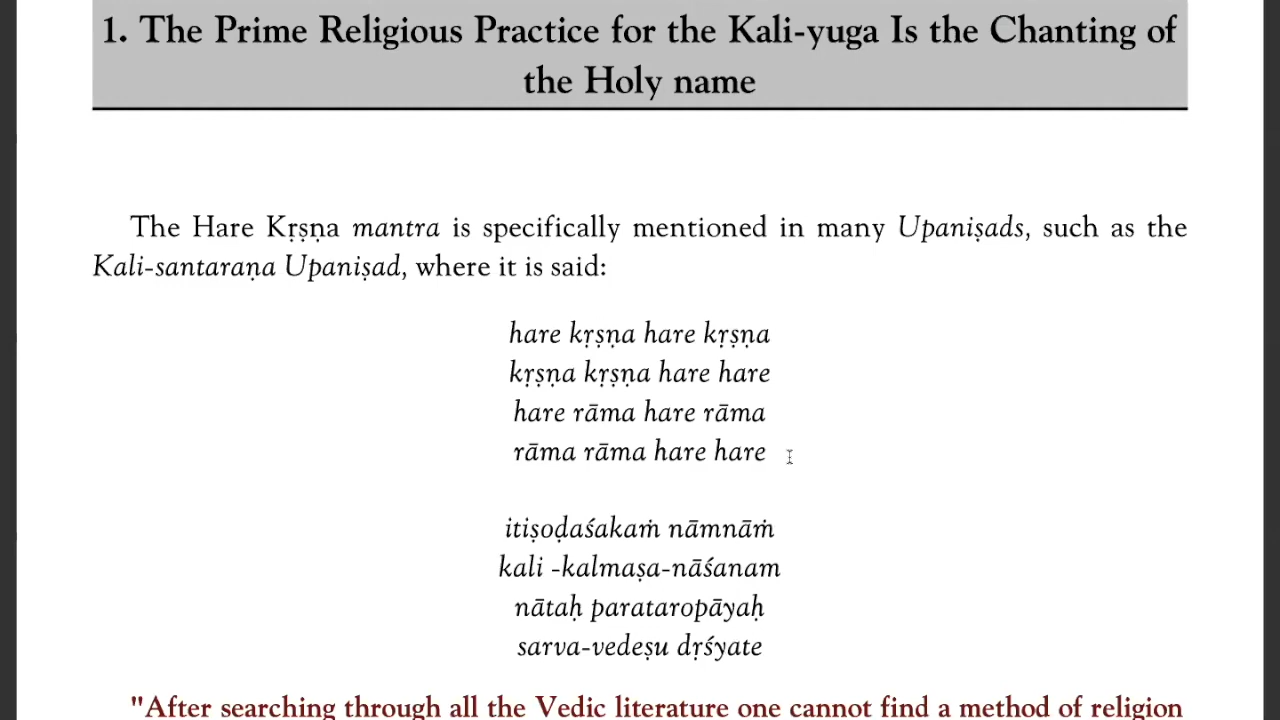 1. The Prime Religious Practice for the Kali-yuga Is the Chanting of
the Holy name
The Hare Kṛṣṇa mantra is specifically mentioned in many Upaniṣads, such as the
Kali-santaraṇa Upaniṣad, where it is said:
hare kṛṣṇa hare kṛṣṇa
kṛṣṇa kṛṣṇa hare hare
hare rāma hare rāma
rāma rāma hare hare
itiṣoḍaśakaṁ nāmnāṁ
kali -kalmaṣa-nāśanam
nātaḥ parataropāyaḥ
sarva-vedeṣu dṛśyate
"After searching through all the Vedic literature one cannot find a method of religion